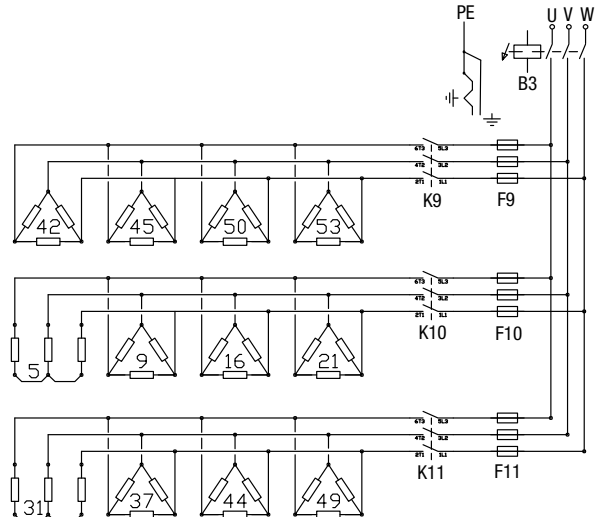 PE U V W
B3
6T3 5L3
4T2 3L2
2T1 1L1
K9 F9
42 45 50 53
6T3 5L3
4T2 3L2
2T1 1L1
K10 F10
5 9 16 21
6T3 5L3
4T2 3L2
2T1 1L1
K11 F11
31 37 44 49